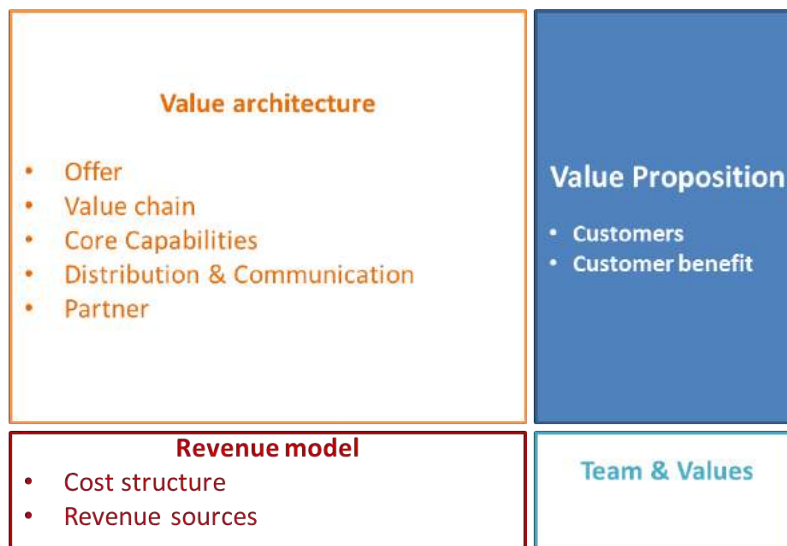 Value architecture
• Offer
• Value chain
• Core Capabilities
• Distribution & Communication
• Partner
Value Proposition
• Customers
• Customer benefit
Revenue model
• Cost structure
• Revenue sources
Team & Values